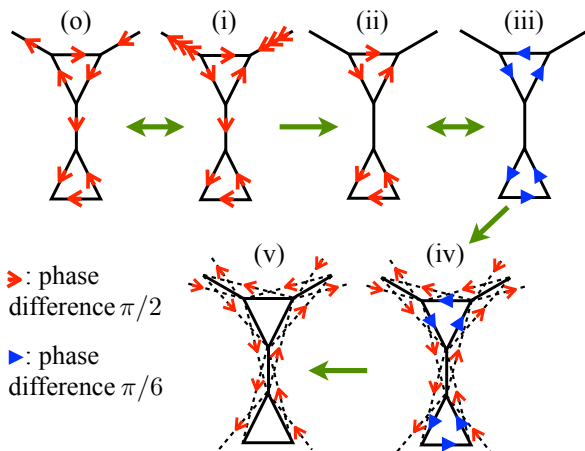 (o) (i) (ii) (iii)
(v) (iv)
: phase
difference π/2
: phase
difference π/6